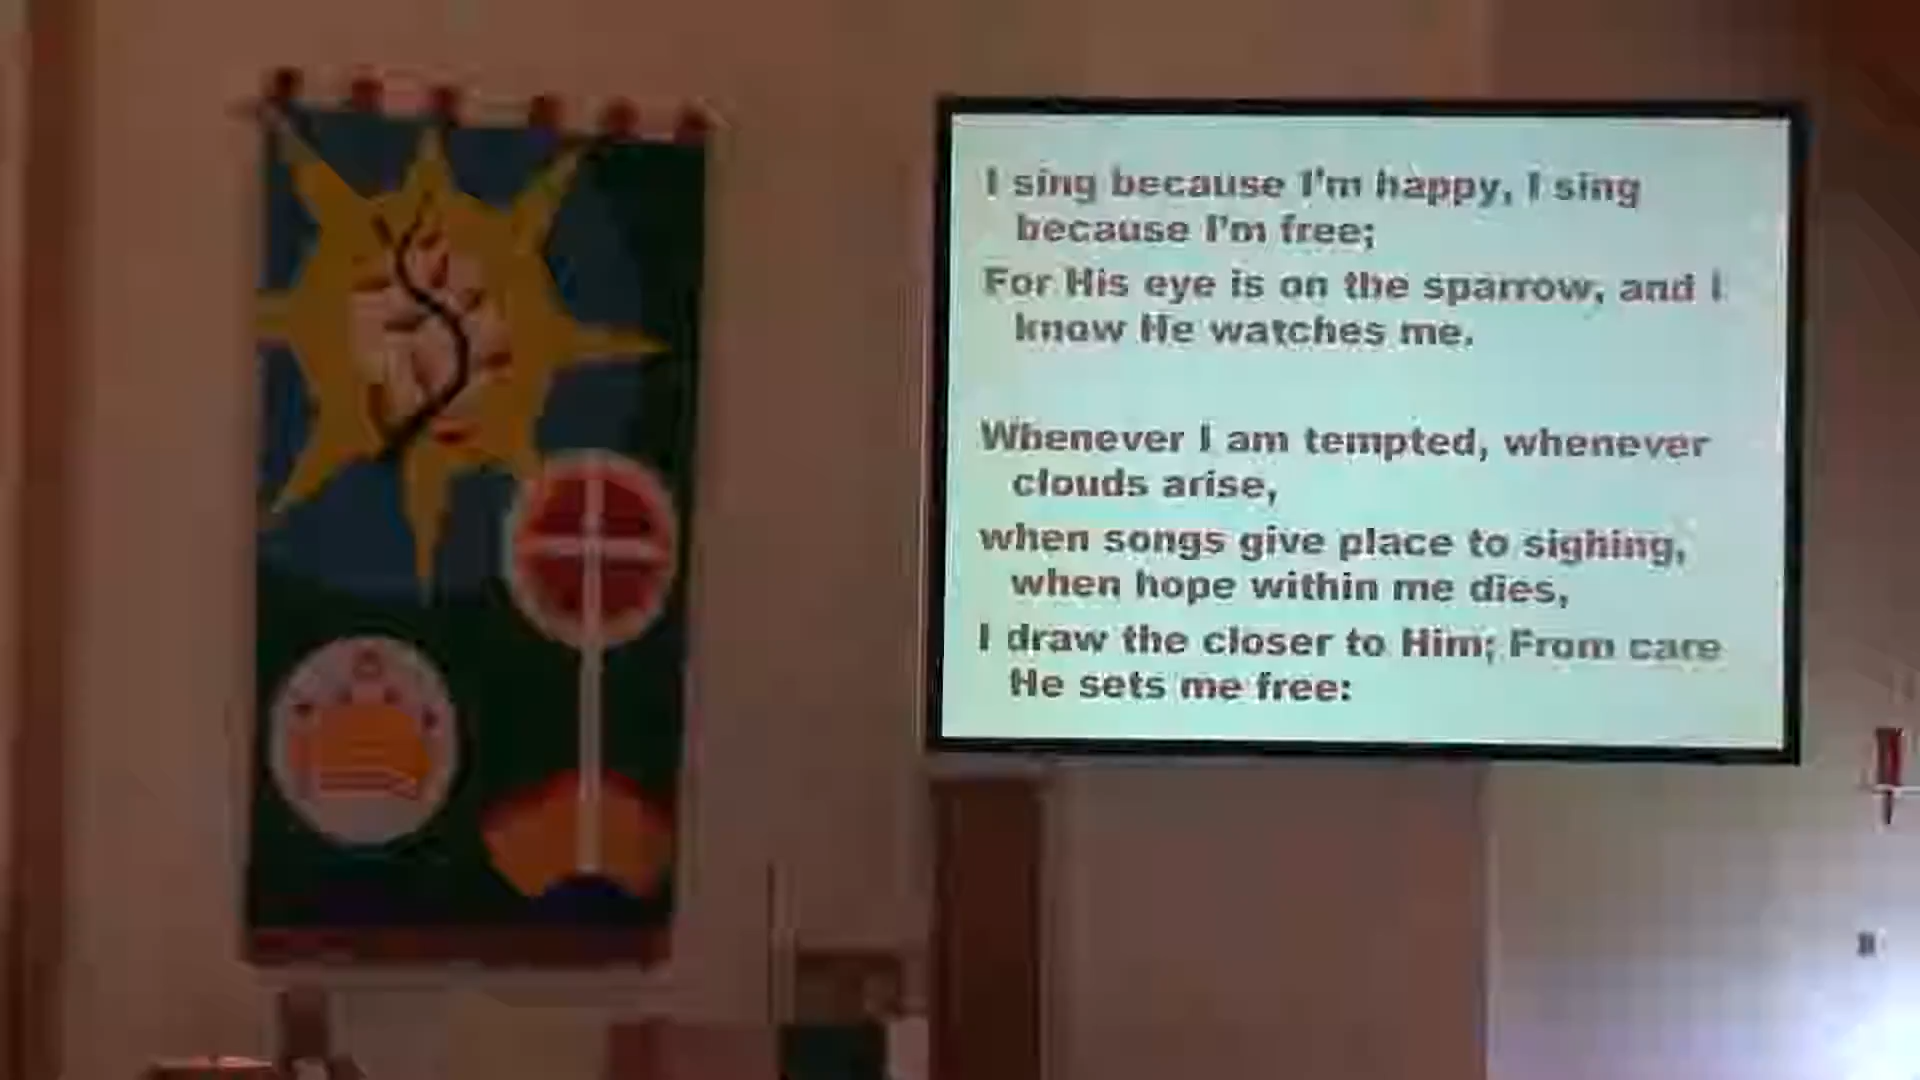 I sing because I'm happy, I sing
because I'm free;
For His eye is on the sparrow, and I
know He watches me.
Whenever I am tempted, whenever
clouds arise,
when songs give place to sighing,
when hope within me dies,
I draw the closer to Him; From care
He sets me free: